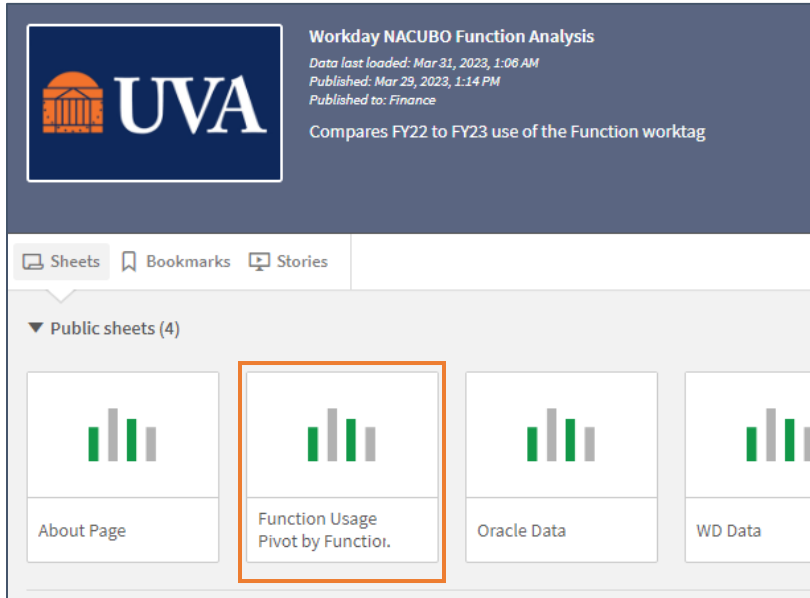 UVA
Workday NACUBO Function Analysis
Data last loaded: Mar 31, 2023, 1:06 AM
Published: Mar 29, 2023, 1:14 PM
Published to: Finance
Compares FY22 to FY23 use of the Function worktag
Sheets Bookmarks Stories
Public sheets (4)
About Page
Function Usage
Pivot by Function.
Oracle Data
WD Data